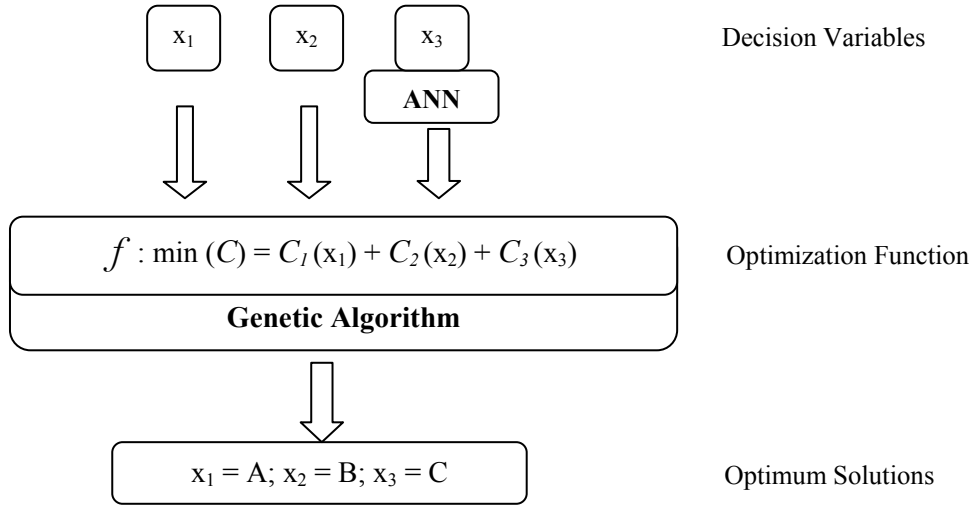 x₁ x₂ x₃ Decision Variables
ANN
f : min (C) = C₁(x₁) + C₂(x₂) + C₃(x₃) Optimization Function
Genetic Algorithm
x₁ = A; x₂ = B; x₃ = C Optimum Solutions